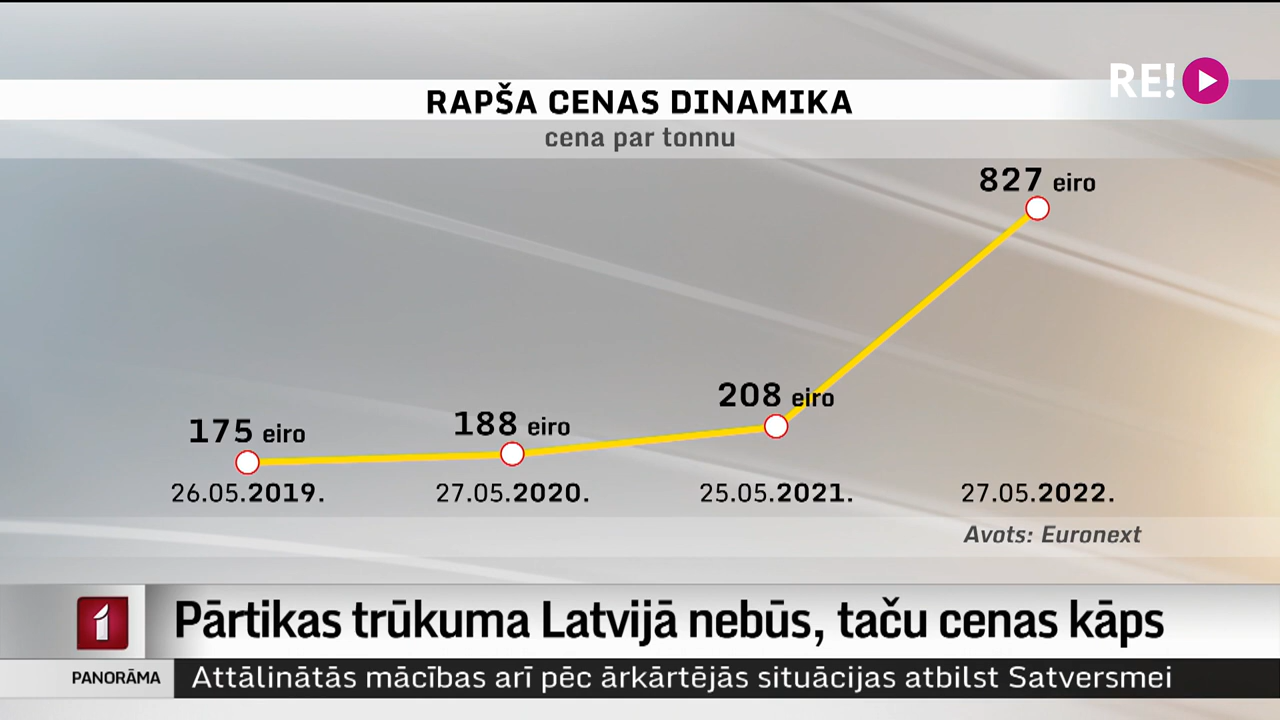 RE!
RAPŠA CENAS DINAMIKA
cena par tonnu
827 eiro
208 eiro
188 eiro
175 eiro
26.05.2019. 27.05.2020. 25.05.2021. 27.05.2022.
Avots: Euronext
1 Pārtikas trūkuma Latvijā nebūs, taču cenas kāps
PANORĀMA Attālinātās mācības arī pēc ārkārtējās situācijas atbilst Satversmei